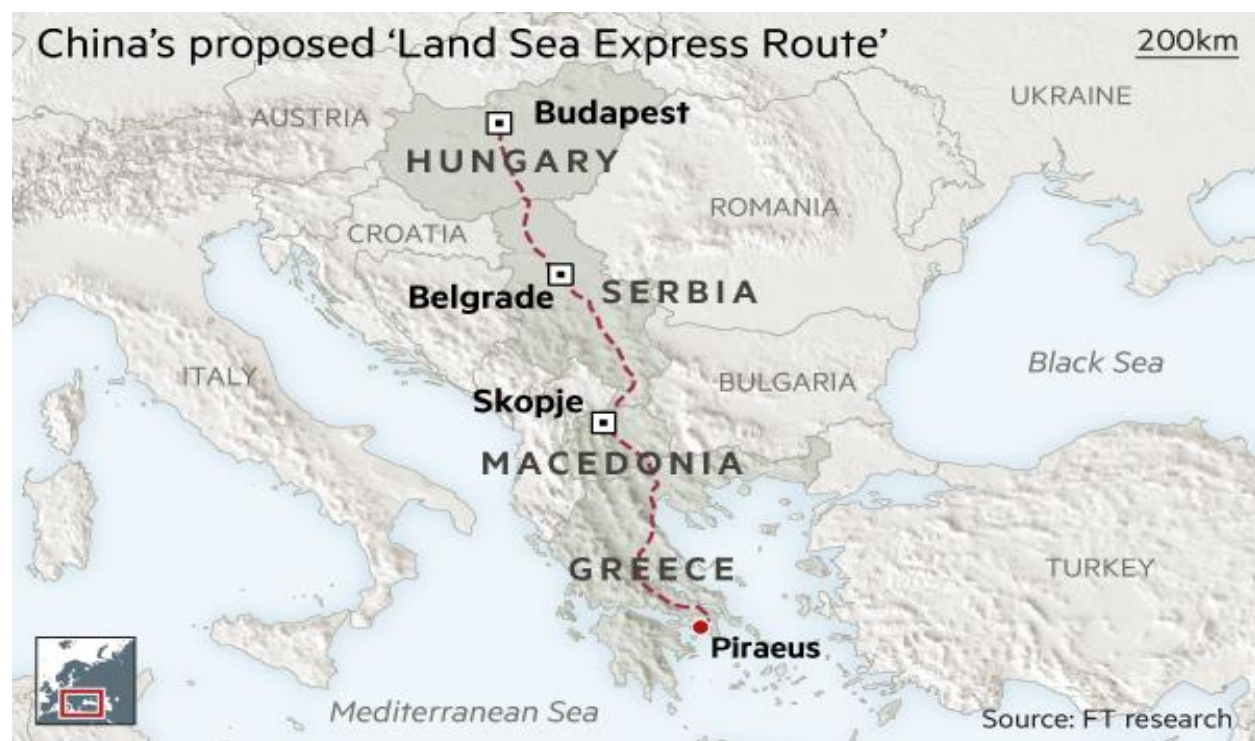 China's proposed 'Land Sea Express Route'
200km
UKRAINE
Budapest
AUSTRIA
HUNGARY
ROMANIA
CROATIA
Belgrade
SERBIA
Black Sea
ITALY
BULGARIA
Skopje
MACEDONIA
GREECE
TURKEY
Piraeus
Mediterranean Sea
Source: FT research